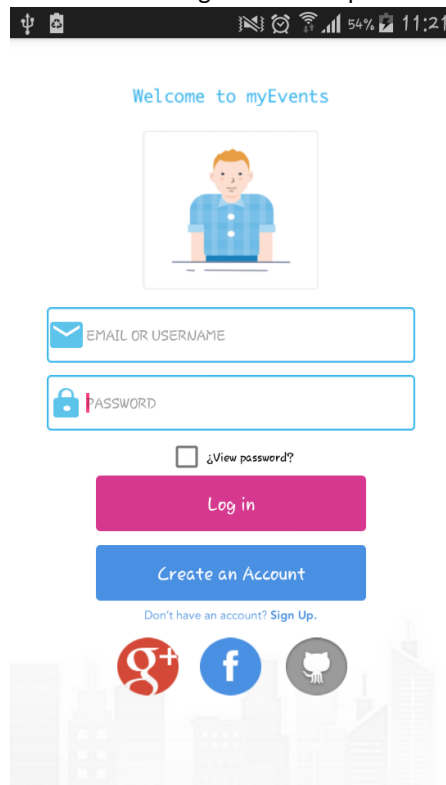 54% 11:21
Welcome to myEvents
EMAIL OR USERNAME
PASSWORD
¿View password?
Log in
Create an Account
Don't have an account? Sign Up.
g+ f